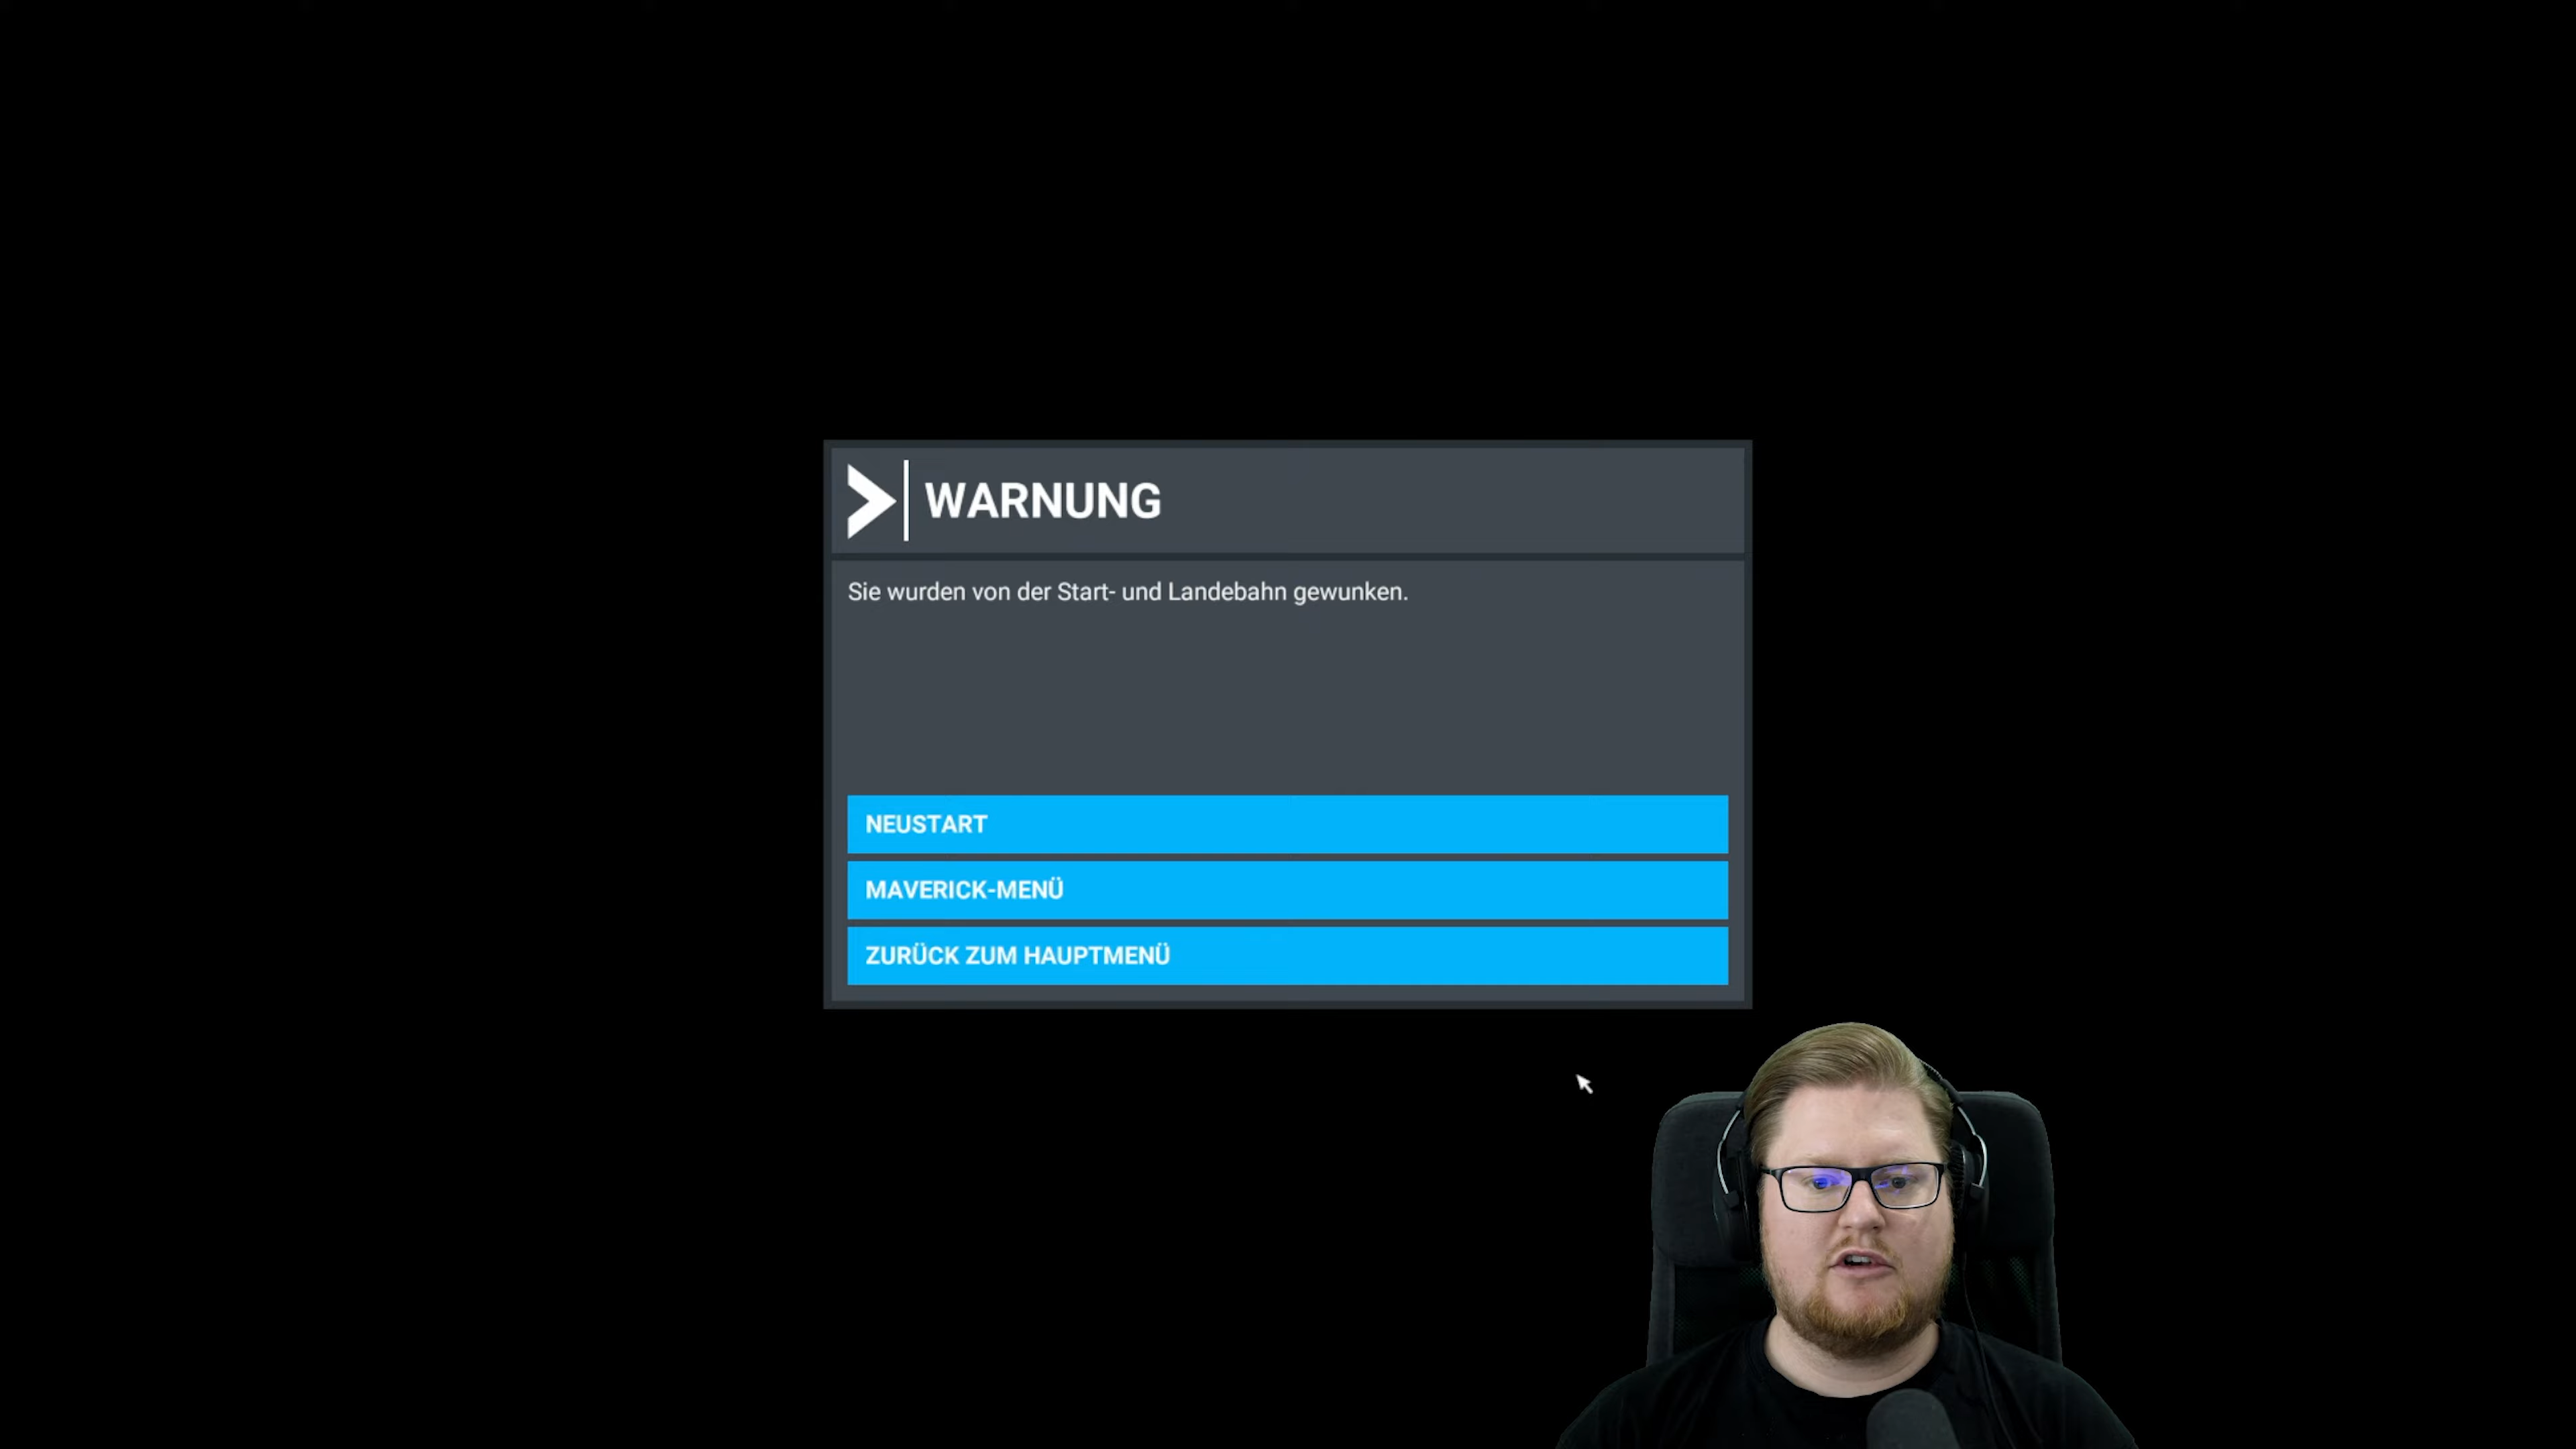 WARNUNG
Sie wurden von der Start- und Landebahn gewunken.
NEUSTART
MAVERICK-MENÜ
ZURÜCK ZUM HAUPTMENÜ